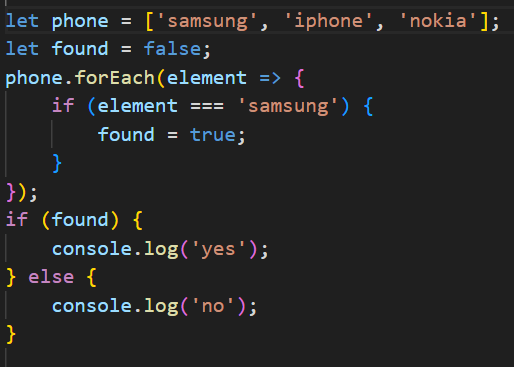 let phone = ['samsung', 'iphone', 'nokia'];
let found = false;
phone.forEach(element => {
    if (element === 'samsung') {
        found = true;
    }
});
if (found) {
    console.log('yes');
} else {
    console.log('no');
}